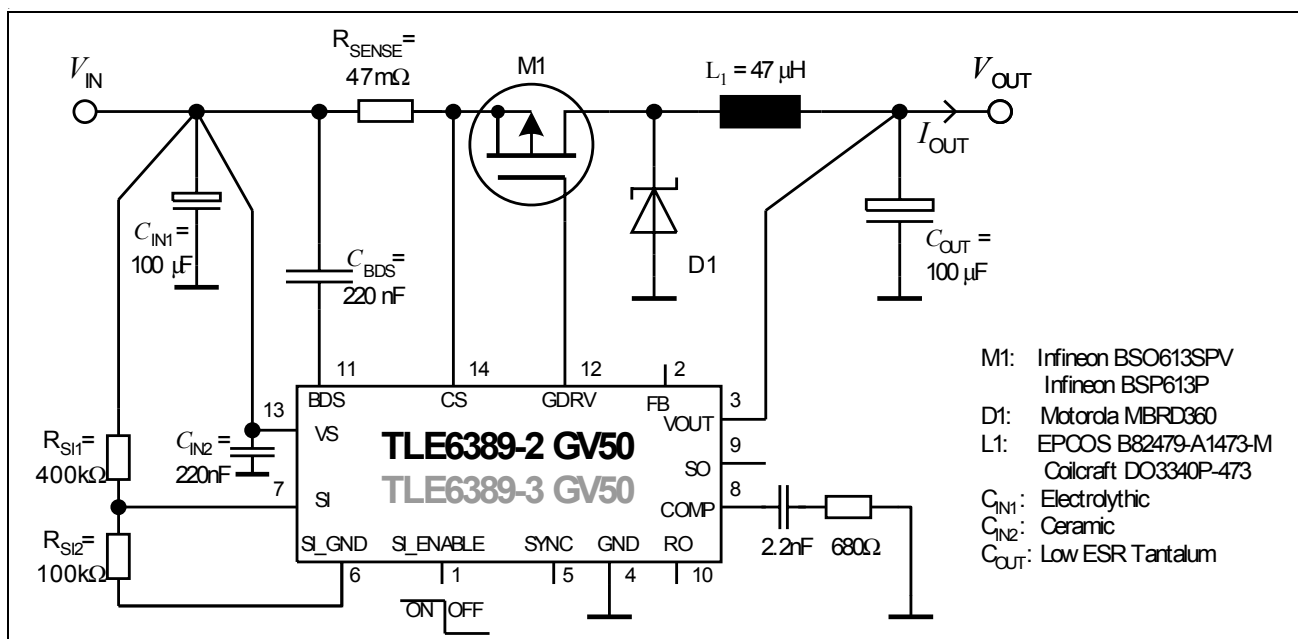 R_SENSE=
47mΩ
M1
L1 = 47 µH
V_IN
V_OUT
I_OUT
C_IN1=
100 µF
C_BDS=
220 nF
D1
C_OUT =
100 µF
11
14
12
2
13
BDS
CS
GDRV
FB
3
VS
VOUT
R_SI1=
400kΩ
C_IN2=
220nF
TLE6389-2 GV50
TLE6389-3 GV50
9
SO
7
SI
8
COMP
R_SI2=
100kΩ
SI_GND
SI_ENABLE
SYNC
GND
RO
2.2nF
680Ω
6
1
5
4
10
ON
OFF
M1: Infineon BSO613SPV
Infineon BSP613P
D1: Motorola MBRD360
L1: EPCOS B82479-A1473-M
Coilcraft DO3340P-473
C_IN1: Electrolythic
C_IN2: Ceramic
C_OUT: Low ESR Tantalum